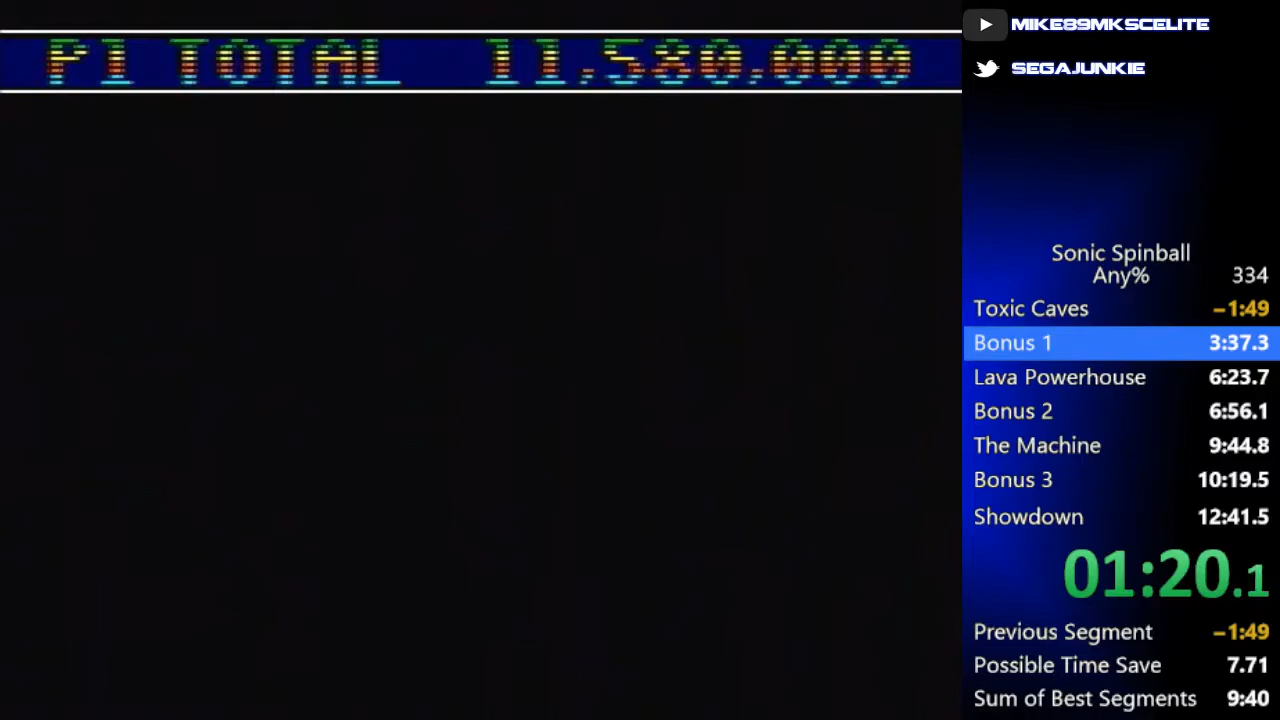 P1 TOTAL 11.580.000
MIKE89MKSCELITE
SEGAJUNKIE
Sonic Spinball
Any% 334
Toxic Caves −1:49
Bonus 1 3:37.3
Lava Powerhouse 6:23.7
Bonus 2 6:56.1
The Machine 9:44.8
Bonus 3 10:19.5
Showdown 12:41.5
01:20.1
Previous Segment −1:49
Possible Time Save 7.71
Sum of Best Segments 9:40